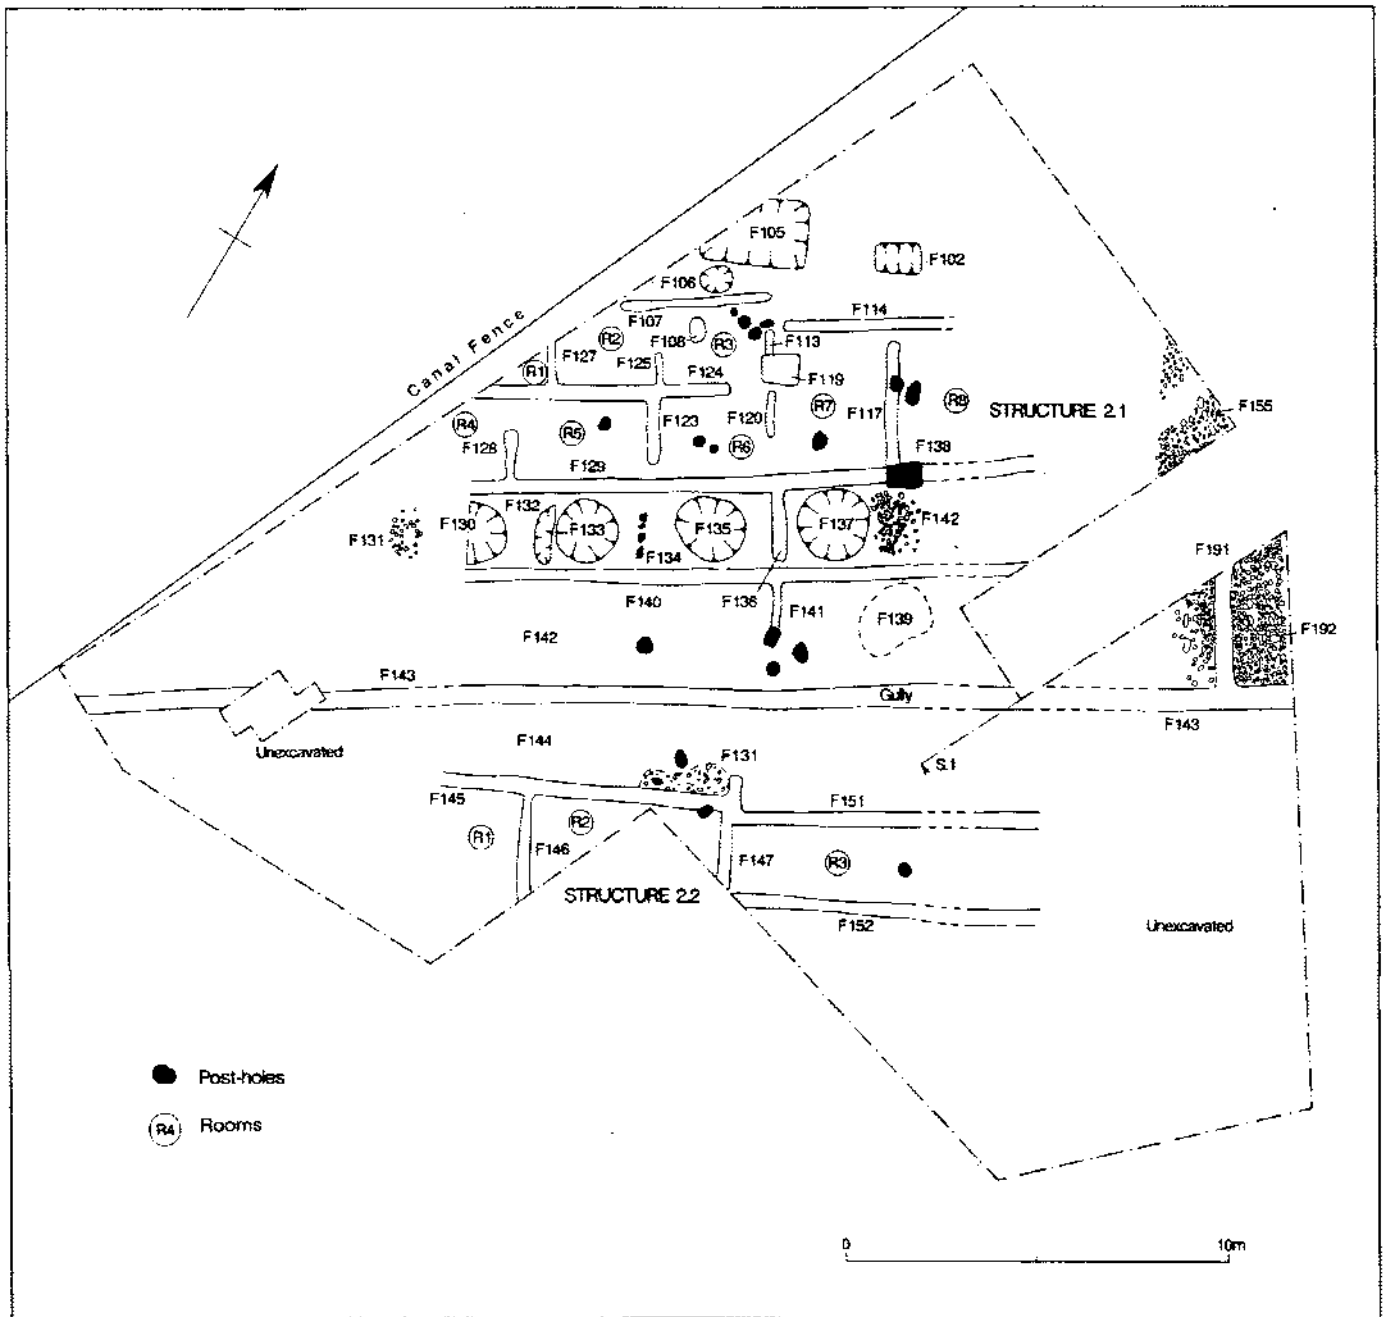 F105
F102
F106
F107
F114
Canal Fence
R2
F108
R3
F113
F127
F125
F124
R1
F119
R4
F128
R5
F123
F120
R6
R7
F117
R8
STRUCTURE 2.1
F155
F138
F129
F132
F130
F131
F133
F134
F135
F137
F142
F191
F140
F136
F141
F139
F192
F142
F143
Gully
F143
Unexcavated
F144
F131
S.1
F145
F151
R1
R2
F146
F147
R3
STRUCTURE 2.2
F152
Unexcavated
Post-holes
R4
Rooms
0
10m